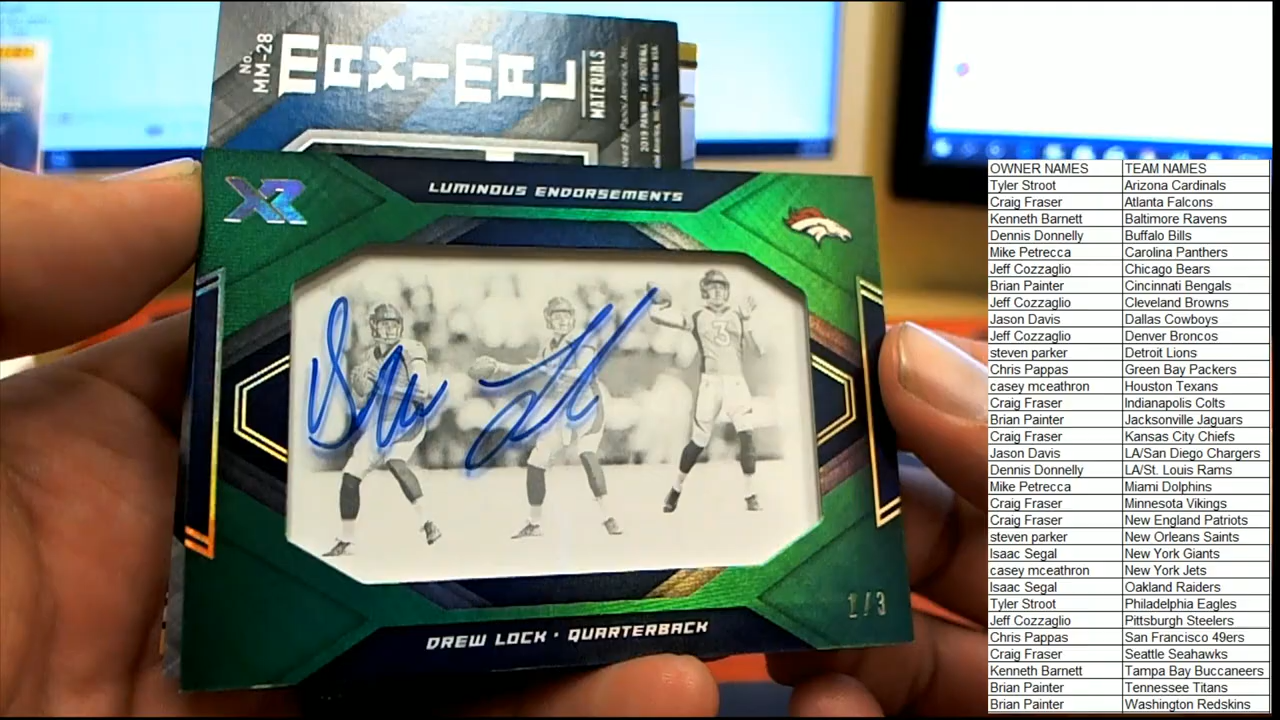 No.
MM-28
MAXIMAL
MATERIALS
2019 PANINI - XR FOOTBALL
XR
LUMINOUS ENDORSEMENTS
3
1/3
DREW LOCK · QUARTERBACK
OWNER NAMES TEAM NAMES
Tyler Stroot Arizona Cardinals
Craig Fraser Atlanta Falcons
Kenneth Barnett Baltimore Ravens
Dennis Donnelly Buffalo Bills
Mike Petrecca Carolina Panthers
Jeff Cozzaglio Chicago Bears
Brian Painter Cincinnati Bengals
Jeff Cozzaglio Cleveland Browns
Jason Davis Dallas Cowboys
Jeff Cozzaglio Denver Broncos
steven parker Detroit Lions
Chris Pappas Green Bay Packers
casey mceathron Houston Texans
Craig Fraser Indianapolis Colts
Brian Painter Jacksonville Jaguars
Craig Fraser Kansas City Chiefs
Jason Davis LA/San Diego Chargers
Dennis Donnelly LA/St. Louis Rams
Mike Petrecca Miami Dolphins
Craig Fraser Minnesota Vikings
Craig Fraser New England Patriots
steven parker New Orleans Saints
Isaac Segal New York Giants
casey mceathron New York Jets
Isaac Segal Oakland Raiders
Tyler Stroot Philadelphia Eagles
Jeff Cozzaglio Pittsburgh Steelers
Chris Pappas San Francisco 49ers
Craig Fraser Seattle Seahawks
Kenneth Barnett Tampa Bay Buccaneers
Brian Painter Tennessee Titans
Brian Painter Washington Redskins